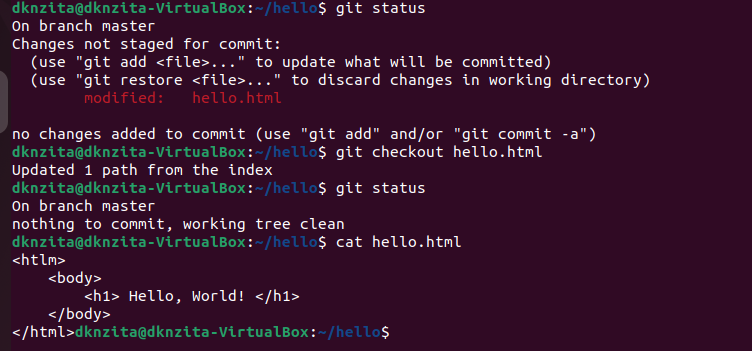 dknzita@dknzita-VirtualBox:~/hello$ git status
On branch master
Changes not staged for commit:
  (use "git add <file>..." to update what will be committed)
  (use "git restore <file>..." to discard changes in working directory)
        modified:   hello.html

no changes added to commit (use "git add" and/or "git commit -a")
dknzita@dknzita-VirtualBox:~/hello$ git checkout hello.html
Updated 1 path from the index
dknzita@dknzita-VirtualBox:~/hello$ git status
On branch master
nothing to commit, working tree clean
dknzita@dknzita-VirtualBox:~/hello$ cat hello.html
<htlm>
    <body>
        <h1> Hello, World! </h1>
    </body>
</html>dknzita@dknzita-VirtualBox:~/hello$